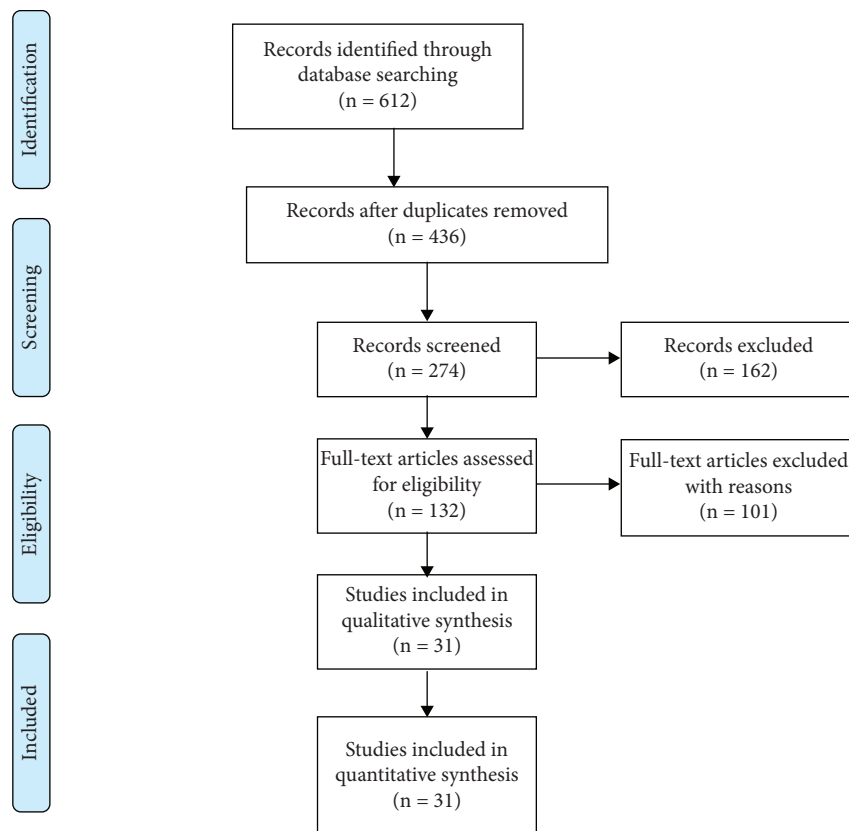 Identification
Records identified through
database searching
(n = 612)
Records after duplicates removed
(n = 436)
Screening
Records screened
(n = 274)
Records excluded
(n = 162)
Eligibility
Full-text articles assessed
for eligibility
(n = 132)
Full-text articles excluded
with reasons
(n = 101)
Studies included in
qualitative synthesis
(n = 31)
Included
Studies included in
quantitative synthesis
(n = 31)